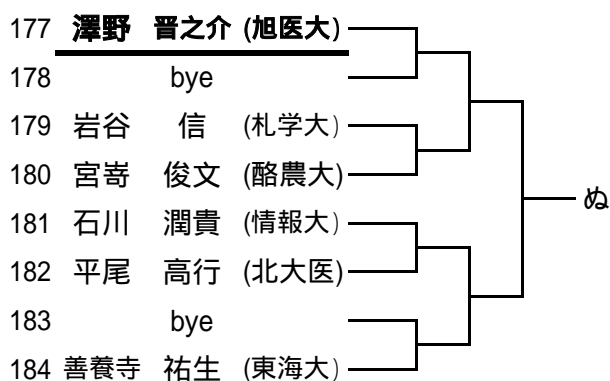 177 澤野 晋之介 (旭医大)
178 bye
179 岩谷 信 (札学大)
180 宮嵜 俊文 (酪農大)
181 石川 潤貴 (情報大)
182 平尾 高行 (北大医)
183 bye
184 善養寺 祐生 (東海大)
ぬ